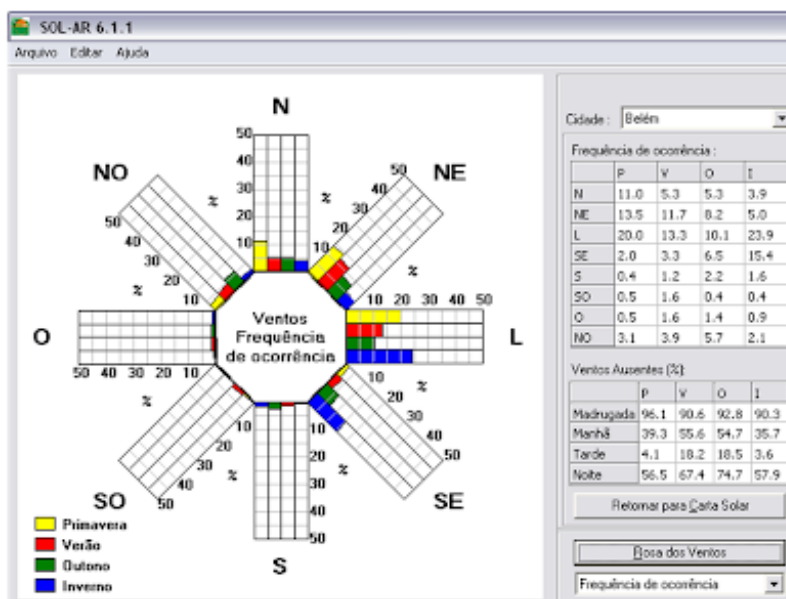 SOL-AR 6.1.1
Arquivo Editar Ajuda
N
NE
L
SE
S
SO
O
NO
50
40
30
20
10
%
50
40
30
20
10
%
10 20 30 40 50
%
10
20
30
40
50
%
10
20
30
40
50
%
10
20
30
40
50
%
50 40 30 20 10
%
50
40
30
20
10
%
Ventos
Frequência
de ocorrência
Primavera
Verão
Outono
Inverno
Cidade : Belém
Frequência de ocorrência :
P V O I
N 11.0 5.3 5.3 3.9
NE 13.5 11.7 8.2 5.0
L 20.0 13.3 10.1 23.9
SE 2.0 3.3 6.5 15.4
S 0.4 1.2 2.2 1.6
SO 0.5 1.6 0.4 0.4
O 0.5 1.6 1.4 0.9
NO 3.1 3.9 5.7 2.1
Ventos Ausentes (%):
P V O I
Madrugada 96.1 90.6 92.8 90.3
Manhã 39.3 55.6 54.7 35.7
Tarde 4.1 18.2 18.5 3.6
Noite 56.5 67.4 74.7 57.9
Retornar para Carta Solar
Rosa dos Ventos
Frequência de ocorrência